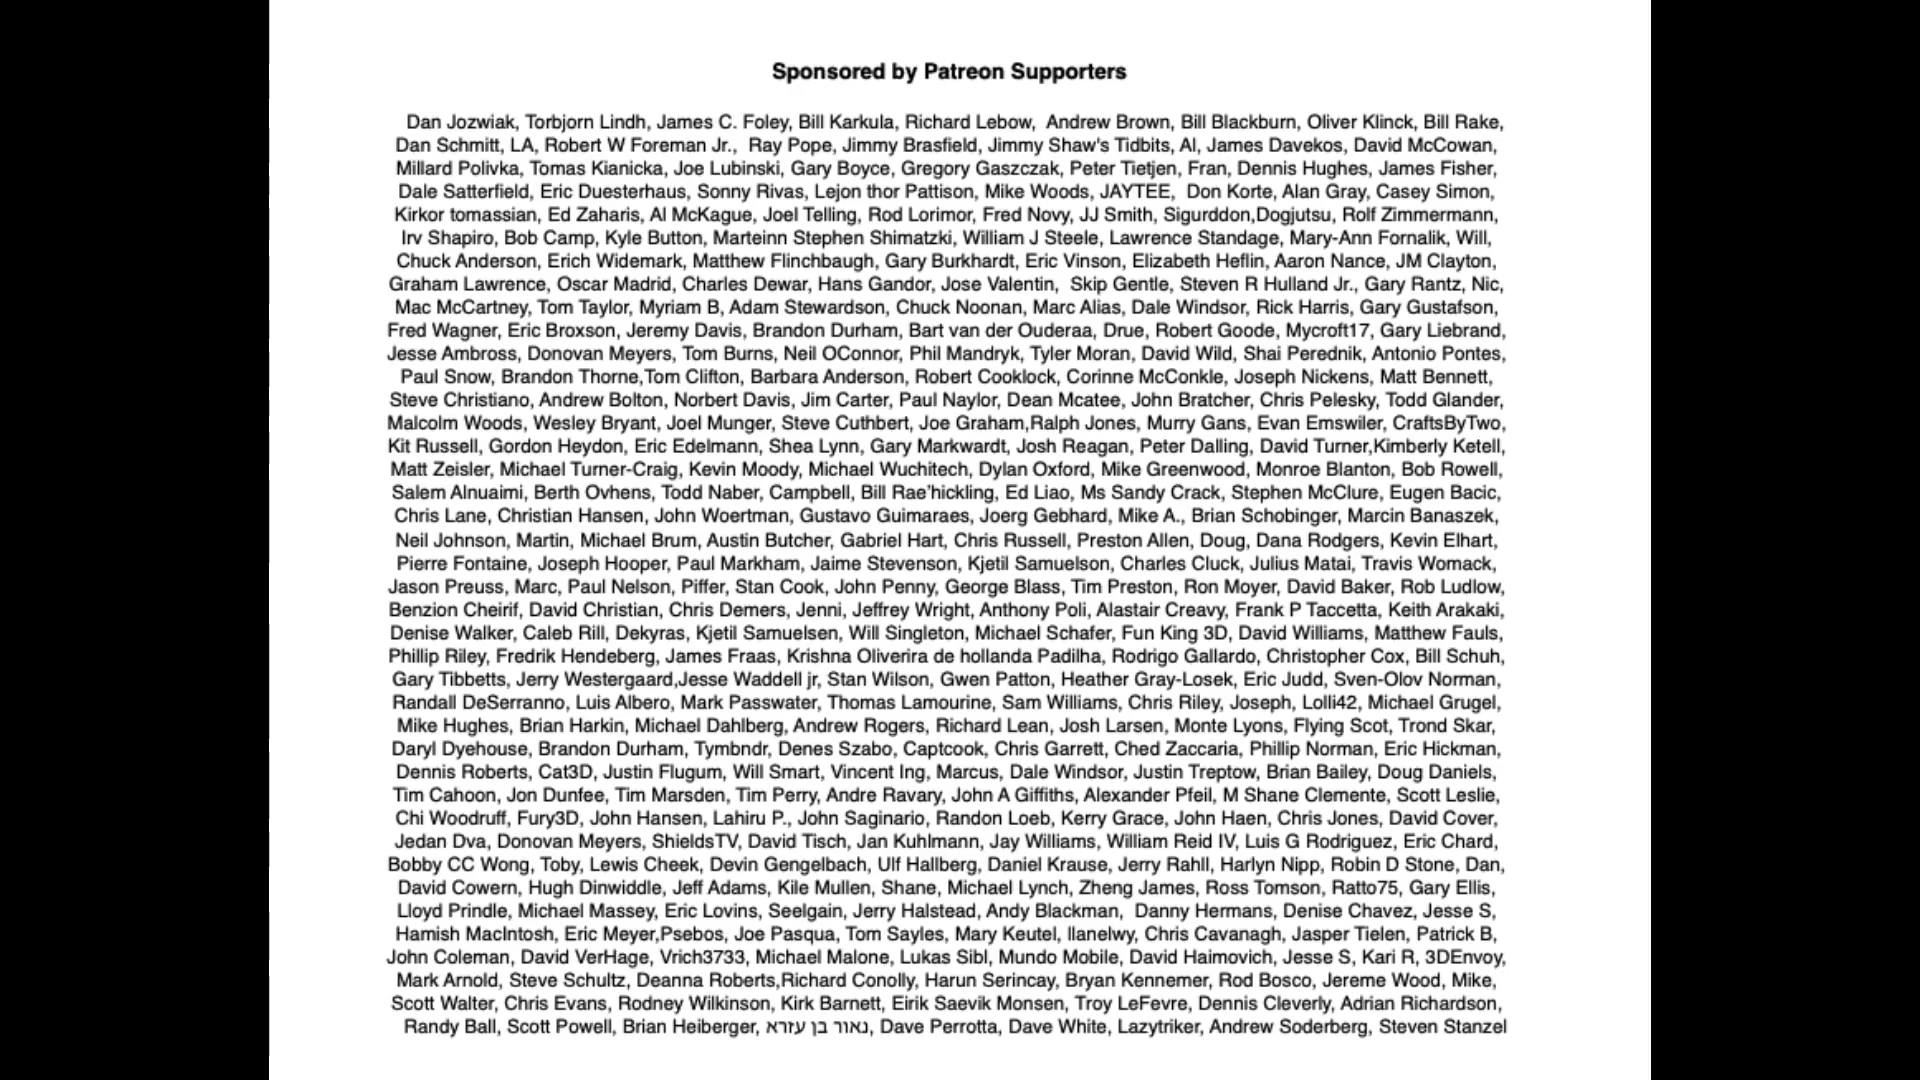 Sponsored by Patreon Supporters
Dan Jozwiak, Torbjorn Lindh, James C. Foley, Bill Karkula, Richard Lebow,  Andrew Brown, Bill Blackburn, Oliver Klinck, Bill Rake,
Dan Schmitt, LA, Robert W Foreman Jr.,  Ray Pope, Jimmy Brasfield, Jimmy Shaw's Tidbits, Al, James Davekos, David McCowan,
Millard Polivka, Tomas Kianicka, Joe Lubinski, Gary Boyce, Gregory Gaszczak, Peter Tietjen, Fran, Dennis Hughes, James Fisher,
Dale Satterfield, Eric Duesterhaus, Sonny Rivas, Lejon thor Pattison, Mike Woods, JAYTEE,  Don Korte, Alan Gray, Casey Simon,
Kirkor tomassian, Ed Zaharis, Al McKague, Joel Telling, Rod Lorimor, Fred Novy, JJ Smith, Sigurddon,Dogjutsu, Rolf Zimmermann,
Irv Shapiro, Bob Camp, Kyle Button, Marteinn Stephen Shimatzki, William J Steele, Lawrence Standage, Mary-Ann Fornalik, Will,
Chuck Anderson, Erich Widemark, Matthew Flinchbaugh, Gary Burkhardt, Eric Vinson, Elizabeth Heflin, Aaron Nance, JM Clayton,
Graham Lawrence, Oscar Madrid, Charles Dewar, Hans Gandor, Jose Valentin,  Skip Gentle, Steven R Hulland Jr., Gary Rantz, Nic,
Mac McCartney, Tom Taylor, Myriam B, Adam Stewardson, Chuck Noonan, Marc Alias, Dale Windsor, Rick Harris, Gary Gustafson,
Fred Wagner, Eric Broxson, Jeremy Davis, Brandon Durham, Bart van der Ouderaa, Drue, Robert Goode, Mycroft17, Gary Liebrand,
Jesse Ambross, Donovan Meyers, Tom Burns, Neil OConnor, Phil Mandryk, Tyler Moran, David Wild, Shai Perednik, Antonio Pontes,
Paul Snow, Brandon Thorne,Tom Clifton, Barbara Anderson, Robert Cooklock, Corinne McConkle, Joseph Nickens, Matt Bennett,
Steve Christiano, Andrew Bolton, Norbert Davis, Jim Carter, Paul Naylor, Dean Mcatee, John Bratcher, Chris Pelesky, Todd Glander,
Malcolm Woods, Wesley Bryant, Joel Munger, Steve Cuthbert, Joe Graham,Ralph Jones, Murry Gans, Evan Emswiler, CraftsByTwo,
Kit Russell, Gordon Heydon, Eric Edelmann, Shea Lynn, Gary Markwardt, Josh Reagan, Peter Dalling, David Turner,Kimberly Ketell,
Matt Zeisler, Michael Turner-Craig, Kevin Moody, Michael Wuchitech, Dylan Oxford, Mike Greenwood, Monroe Blanton, Bob Rowell,
Salem Alnuaimi, Berth Ovhens, Todd Naber, Campbell, Bill Rae’hickling, Ed Liao, Ms Sandy Crack, Stephen McClure, Eugen Bacic,
Chris Lane, Christian Hansen, John Woertman, Gustavo Guimaraes, Joerg Gebhard, Mike A., Brian Schobinger, Marcin Banaszek,
Neil Johnson, Martin, Michael Brum, Austin Butcher, Gabriel Hart, Chris Russell, Preston Allen, Doug, Dana Rodgers, Kevin Elhart,
Pierre Fontaine, Joseph Hooper, Paul Markham, Jaime Stevenson, Kjetil Samuelson, Charles Cluck, Julius Matai, Travis Womack,
Jason Preuss, Marc, Paul Nelson, Piffer, Stan Cook, John Penny, George Blass, Tim Preston, Ron Moyer, David Baker, Rob Ludlow,
Benzion Cheirif, David Christian, Chris Demers, Jenni, Jeffrey Wright, Anthony Poli, Alastair Creavy, Frank P Taccetta, Keith Arakaki,
Denise Walker, Caleb Rill, Dekyras, Kjetil Samuelsen, Will Singleton, Michael Schafer, Fun King 3D, David Williams, Matthew Fauls,
Phillip Riley, Fredrik Hendeberg, James Fraas, Krishna Oliverira de hollanda Padilha, Rodrigo Gallardo, Christopher Cox, Bill Schuh,
Gary Tibbetts, Jerry Westergaard,Jesse Waddell jr, Stan Wilson, Gwen Patton, Heather Gray-Losek, Eric Judd, Sven-Olov Norman,
Randall DeSerranno, Luis Albero, Mark Passwater, Thomas Lamourine, Sam Williams, Chris Riley, Joseph, Lolli42, Michael Grugel,
Mike Hughes, Brian Harkin, Michael Dahlberg, Andrew Rogers, Richard Lean, Josh Larsen, Monte Lyons, Flying Scot, Trond Skar,
Daryl Dyehouse, Brandon Durham, Tymbndr, Denes Szabo, Captcook, Chris Garrett, Ched Zaccaria, Phillip Norman, Eric Hickman,
Dennis Roberts, Cat3D, Justin Flugum, Will Smart, Vincent Ing, Marcus, Dale Windsor, Justin Treptow, Brian Bailey, Doug Daniels,
Tim Cahoon, Jon Dunfee, Tim Marsden, Tim Perry, Andre Ravary, John A Giffiths, Alexander Pfeil, M Shane Clemente, Scott Leslie,
Chi Woodruff, Fury3D, John Hansen, Lahiru P., John Saginario, Randon Loeb, Kerry Grace, John Haen, Chris Jones, David Cover,
Jedan Dva, Donovan Meyers, ShieldsTV, David Tisch, Jan Kuhlmann, Jay Williams, William Reid IV, Luis G Rodriguez, Eric Chard,
Bobby CC Wong, Toby, Lewis Cheek, Devin Gengelbach, Ulf Hallberg, Daniel Krause, Jerry Rahll, Harlyn Nipp, Robin D Stone, Dan,
David Cowern, Hugh Dinwiddle, Jeff Adams, Kile Mullen, Shane, Michael Lynch, Zheng James, Ross Tomson, Ratto75, Gary Ellis,
Lloyd Prindle, Michael Massey, Eric Lovins, Seelgain, Jerry Halstead, Andy Blackman,  Danny Hermans, Denise Chavez, Jesse S,
Hamish MacIntosh, Eric Meyer,Psebos, Joe Pasqua, Tom Sayles, Mary Keutel, llanelwy, Chris Cavanagh, Jasper Tielen, Patrick B,
John Coleman, David VerHage, Vrich3733, Michael Malone, Lukas Sibl, Mundo Mobile, David Haimovich, Jesse S, Kari R, 3DEnvoy,
Mark Arnold, Steve Schultz, Deanna Roberts,Richard Conolly, Harun Serincay, Bryan Kennemer, Rod Bosco, Jereme Wood, Mike,
Scott Walter, Chris Evans, Rodney Wilkinson, Kirk Barnett, Eirik Saevik Monsen, Troy LeFevre, Dennis Cleverly, Adrian Richardson,
Randy Ball, Scott Powell, Brian Heiberger, נאור בן עזרא, Dave Perrotta, Dave White, Lazytriker, Andrew Soderberg, Steven Stanzel